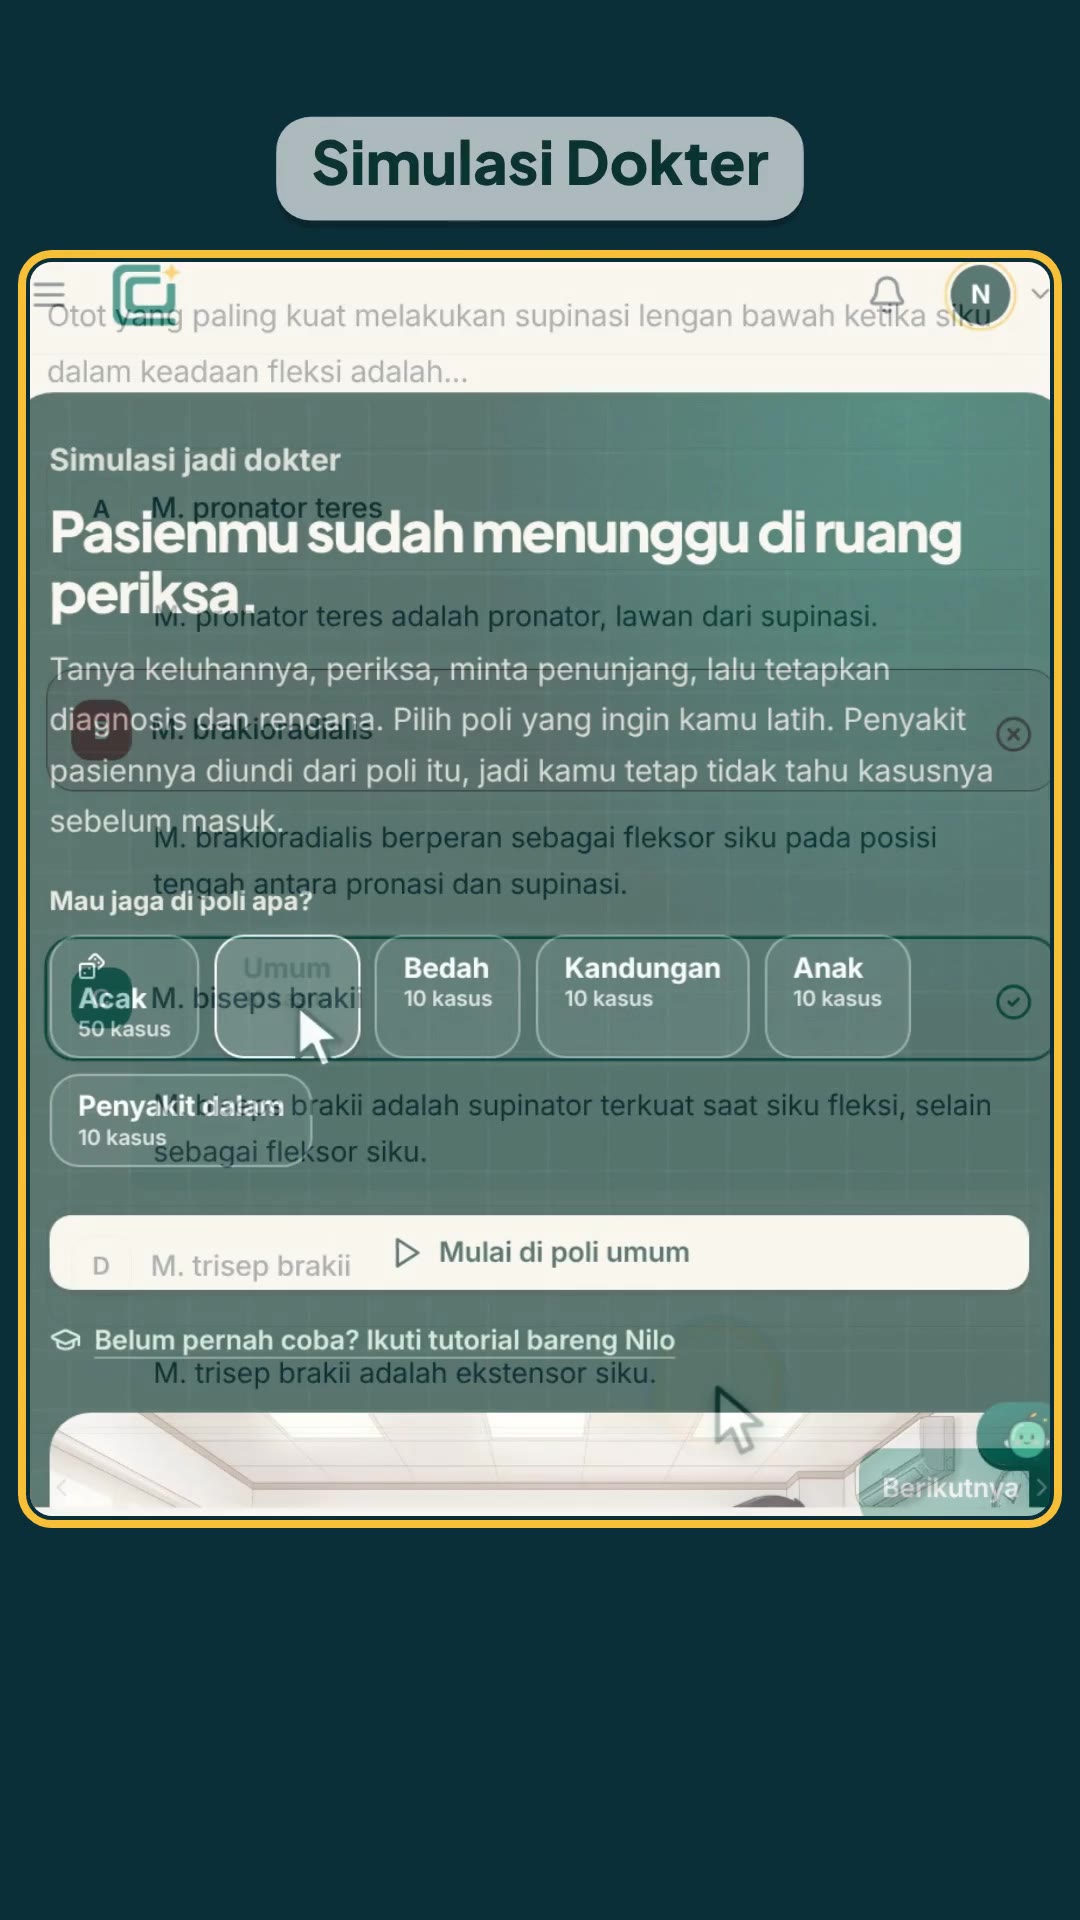 Simulasi Dokter
N
Otot yang paling kuat melakukan supinasi lengan bawah ketika siku
dalam keadaan fleksi adalah...
Simulasi jadi dokter
A M. pronator teres
Pasienmu sudah menunggu di ruang
periksa.
M. pronator teres adalah pronator, lawan dari supinasi.
Tanya keluhannya, periksa, minta penunjang, lalu tetapkan
diagnosis dan rencana. Pilih poli yang ingin kamu latih. Penyakit
B M. brakioradialis
pasiennya diundi dari poli itu, jadi kamu tetap tidak tahu kasusnya
sebelum masuk.
M. brakioradialis berperan sebagai fleksor siku pada posisi
tengah antara pronasi dan supinasi.
Mau jaga di poli apa?
Acak
50 kasus
Umum
Bedah
10 kasus
Kandungan
10 kasus
Anak
10 kasus
M. biseps brakii
Penyakit dalam
10 kasus
M. biseps brakii adalah supinator terkuat saat siku fleksi, selain
sebagai fleksor siku.
Mulai di poli umum
D M. trisep brakii
Belum pernah coba? Ikuti tutorial bareng Nilo
M. trisep brakii adalah ekstensor siku.
Berikutnya